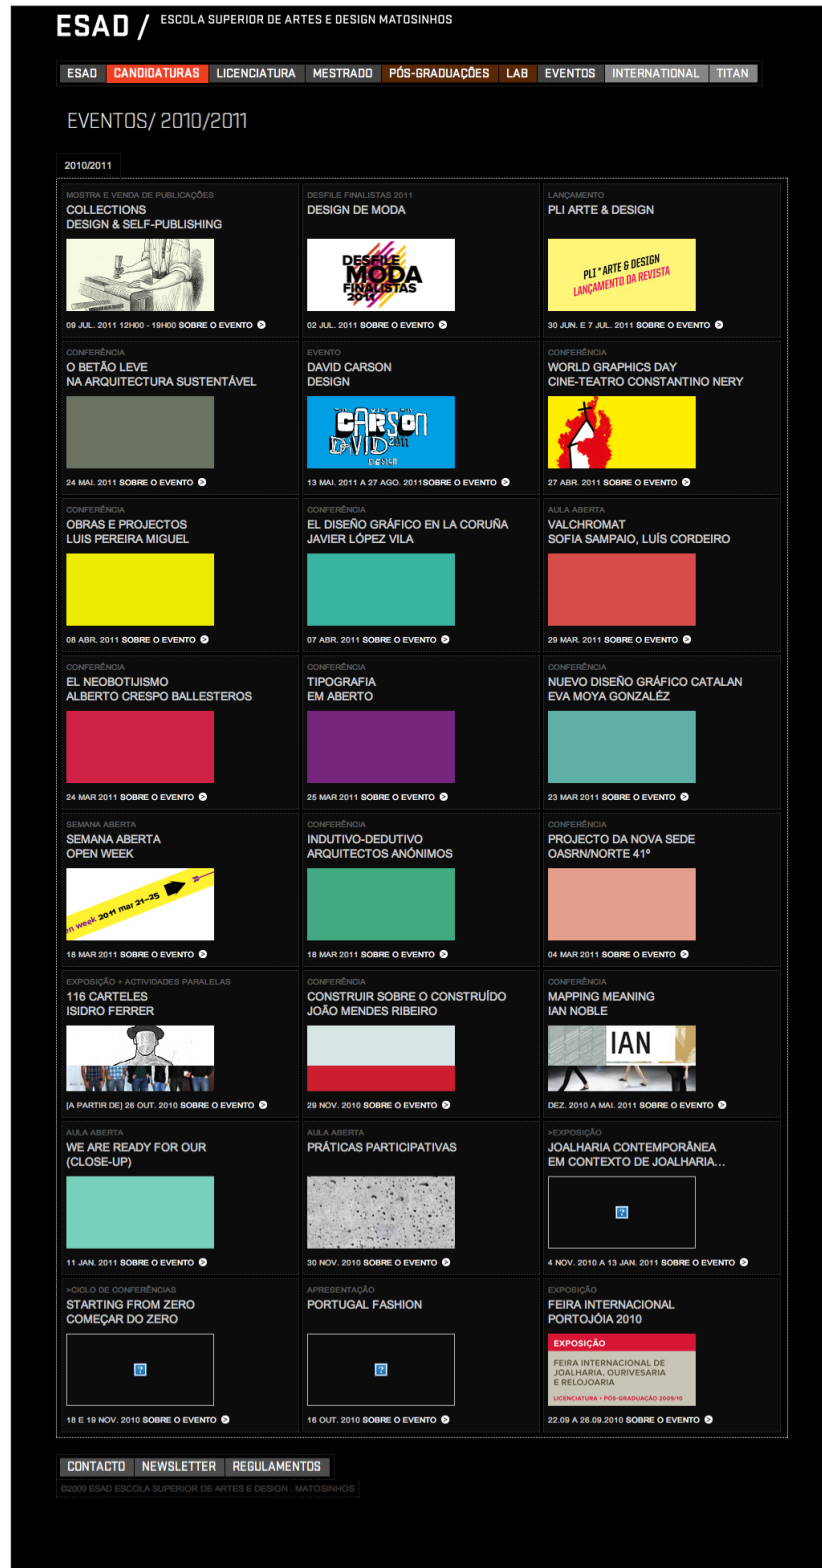 ESAD / ESCOLA SUPERIOR DE ARTES E DESIGN MATOSINHOS
ESAD CANDIDATURAS LICENCIATURA MESTRADO PÓS-GRADUAÇÕES LAB EVENTOS INTERNATIONAL TITAN
EVENTOS/ 2010/2011
2010/2011
MOSTRA E VENDA DE PUBLICAÇÕES
COLLECTIONS
DESIGN & SELF-PUBLISHING
09 JUL. 2011 12H00 - 19H00 SOBRE O EVENTO
DESFILE FINALISTAS 2011
DESIGN DE MODA
DESFILE
MODA
FINALISTAS
2011
02 JUL. 2011 SOBRE O EVENTO
LANÇAMENTO
PLI ARTE & DESIGN
PLI * ARTE & DESIGN
LANÇAMENTO DA REVISTA
30 JUN. E 7 JUL. 2011 SOBRE O EVENTO
CONFERÊNCIA
O BETÃO LEVE
NA ARQUITECTURA SUSTENTÁVEL
24 MAI. 2011 SOBRE O EVENTO
EVENTO
DAVID CARSON
DESIGN
CARSON
DAVID 2011
DESIGN
13 MAI. 2011 A 27 AGO. 2011SOBRE O EVENTO
CONFERÊNCIA
WORLD GRAPHICS DAY
CINE-TEATRO CONSTANTINO NERY
27 ABR. 2011 SOBRE O EVENTO
CONFERÊNCIA
OBRAS E PROJECTOS
LUIS PEREIRA MIGUEL
08 ABR. 2011 SOBRE O EVENTO
CONFERÊNCIA
EL DISEÑO GRÁFICO EN LA CORUÑA
JAVIER LÓPEZ VILA
07 ABR. 2011 SOBRE O EVENTO
AULA ABERTA
VALCHROMAT
SOFIA SAMPAIO, LUÍS CORDEIRO
29 MAR. 2011 SOBRE O EVENTO
CONFERÊNCIA
EL NEOBOTIJISMO
ALBERTO CRESPO BALLESTEROS
24 MAR 2011 SOBRE O EVENTO
CONFERÊNCIA
TIPOGRAFIA
EM ABERTO
25 MAR 2011 SOBRE O EVENTO
CONFERÊNCIA
NUEVO DISEÑO GRÁFICO CATALAN
EVA MOYA GONZALÉZ
23 MAR 2011 SOBRE O EVENTO
SEMANA ABERTA
SEMANA ABERTA
OPEN WEEK
en week 2011 mar 21–25
18 MAR 2011 SOBRE O EVENTO
CONFERÊNCIA
INDUTIVO-DEDUTIVO
ARQUITECTOS ANÓNIMOS
18 MAR 2011 SOBRE O EVENTO
CONFERÊNCIA
PROJECTO DA NOVA SEDE
OASRN/NORTE 41º
04 MAR 2011 SOBRE O EVENTO
EXPOSIÇÃO + ACTIVIDADES PARALELAS
116 CARTELES
ISIDRO FERRER
[A PARTIR DE] 26 OUT. 2010 SOBRE O EVENTO
CONFERÊNCIA
CONSTRUIR SOBRE O CONSTRUÍDO
JOÃO MENDES RIBEIRO
29 NOV. 2010 SOBRE O EVENTO
CONFERÊNCIA
MAPPING MEANING
IAN NOBLE
IAN
DEZ. 2010 A MAI. 2011 SOBRE O EVENTO
AULA ABERTA
WE ARE READY FOR OUR
(CLOSE-UP)
11 JAN. 2011 SOBRE O EVENTO
AULA ABERTA
PRÁTICAS PARTICIPATIVAS
30 NOV. 2010 SOBRE O EVENTO
>EXPOSIÇÃO
JOALHARIA CONTEMPORÂNEA
EM CONTEXTO DE JOALHARIA...
4 NOV. 2010 A 13 JAN. 2011 SOBRE O EVENTO
>CICLO DE CONFERÊNCIAS
STARTING FROM ZERO
COMEÇAR DO ZERO
18 E 19 NOV. 2010 SOBRE O EVENTO
APRESENTAÇÃO
PORTUGAL FASHION
16 OUT. 2010 SOBRE O EVENTO
EXPOSIÇÃO
FEIRA INTERNACIONAL
PORTOJÓIA 2010
EXPOSIÇÃO
FEIRA INTERNACIONAL DE
JOALHARIA, OURIVESARIA
E RELOJOARIA
LICENCIATURA + PÓS-GRADUAÇÃO 2009/10
22.09 A 26.09.2010 SOBRE O EVENTO
CONTACTO NEWSLETTER REGULAMENTOS
©2009 ESAD ESCOLA SUPERIOR DE ARTES E DESIGN . MATOSINHOS